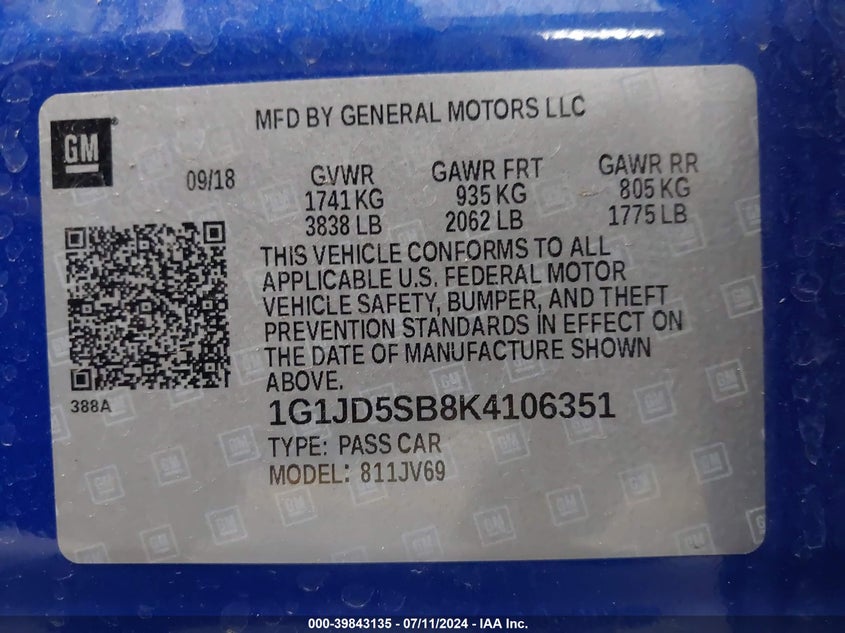 MFD BY GENERAL MOTORS LLC
GM
09/18
GVWR
GAWR FRT
GAWR RR
1741 KG
935 KG
805 KG
3838 LB
2062 LB
1775 LB
THIS VEHICLE CONFORMS TO ALL
APPLICABLE U.S. FEDERAL MOTOR
VEHICLE SAFETY, BUMPER, AND THEFT
PREVENTION STANDARDS IN EFFECT ON
THE DATE OF MANUFACTURE SHOWN
ABOVE.
388A
1G1JD5SB8K4106351
TYPE: PASS CAR
MODEL: 811JV69
000-39843135 - 07/11/2024 - IAA Inc.